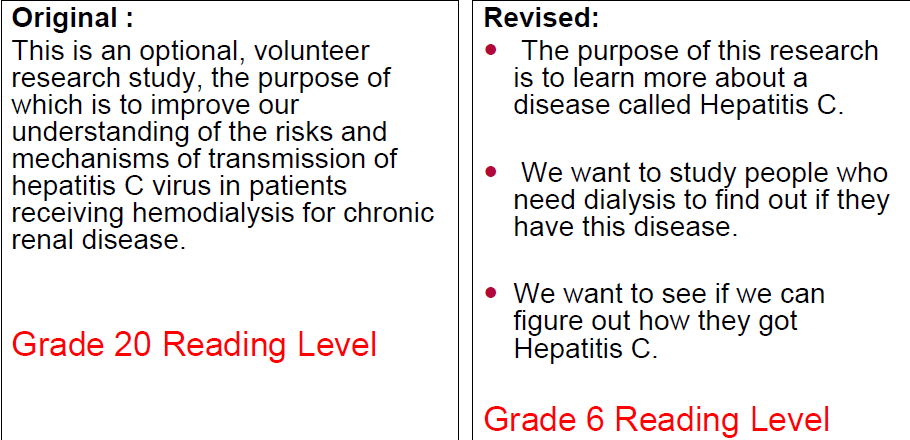 Original :
This is an optional, volunteer
research study, the purpose of
which is to improve our
understanding of the risks and
mechanisms of transmission of
hepatitis C virus in patients
receiving hemodialysis for chronic
renal disease.
Grade 20 Reading Level
Revised:
• The purpose of this research
is to learn more about a
disease called Hepatitis C.
• We want to study people who
need dialysis to find out if they
have this disease.
• We want to see if we can
figure out how they got
Hepatitis C.
Grade 6 Reading Level